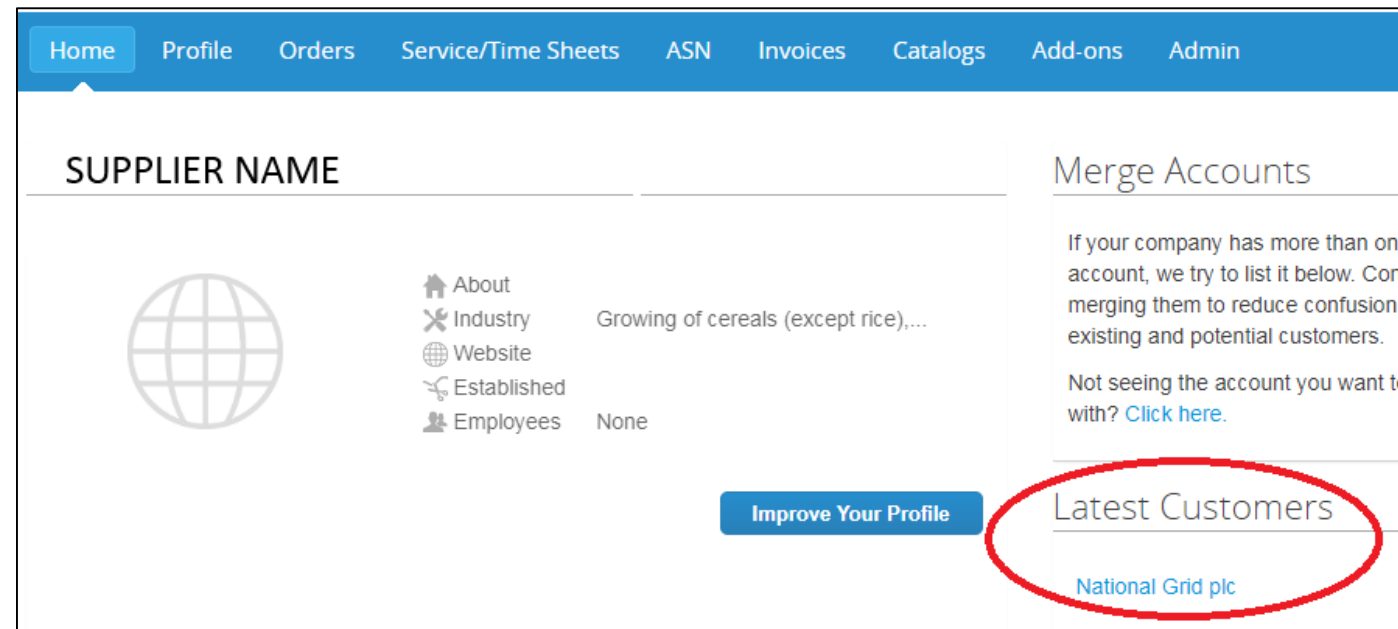 Home Profile Orders Service/Time Sheets ASN Invoices Catalogs Add-ons Admin
SUPPLIER NAME
About
Industry Growing of cereals (except rice),...
Website
Established
Employees None
Improve Your Profile
Merge Accounts
If your company has more than on
account, we try to list it below. Con
merging them to reduce confusion
existing and potential customers.
Not seeing the account you want t
with? Click here.
Latest Customers
National Grid plc